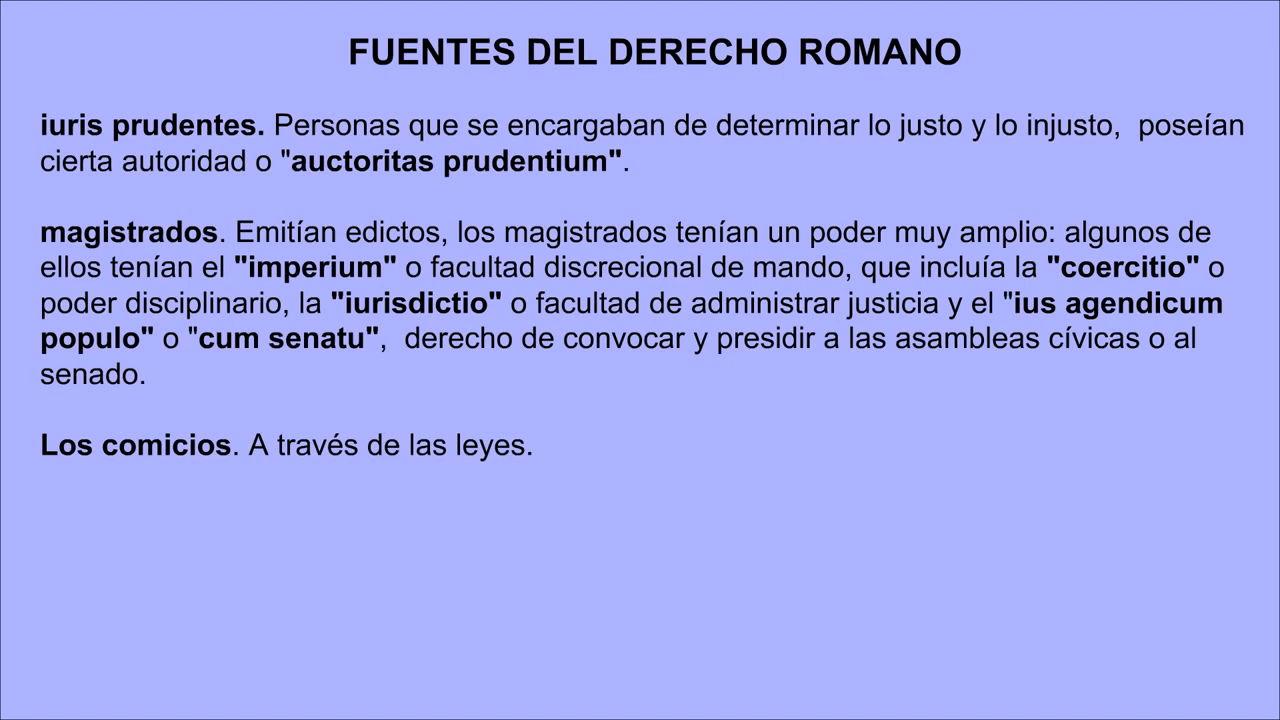 FUENTES DEL DERECHO ROMANO
iuris prudentes. Personas que se encargaban de determinar lo justo y lo injusto,  poseían
cierta autoridad o "auctoritas prudentium".
magistrados. Emitían edictos, los magistrados tenían un poder muy amplio: algunos de
ellos tenían el "imperium" o facultad discrecional de mando, que incluía la "coercitio" o
poder disciplinario, la "iurisdictio" o facultad de administrar justicia y el "ius agendicum
populo" o "cum senatu",  derecho de convocar y presidir a las asambleas cívicas o al
senado.
Los comicios. A través de las leyes.